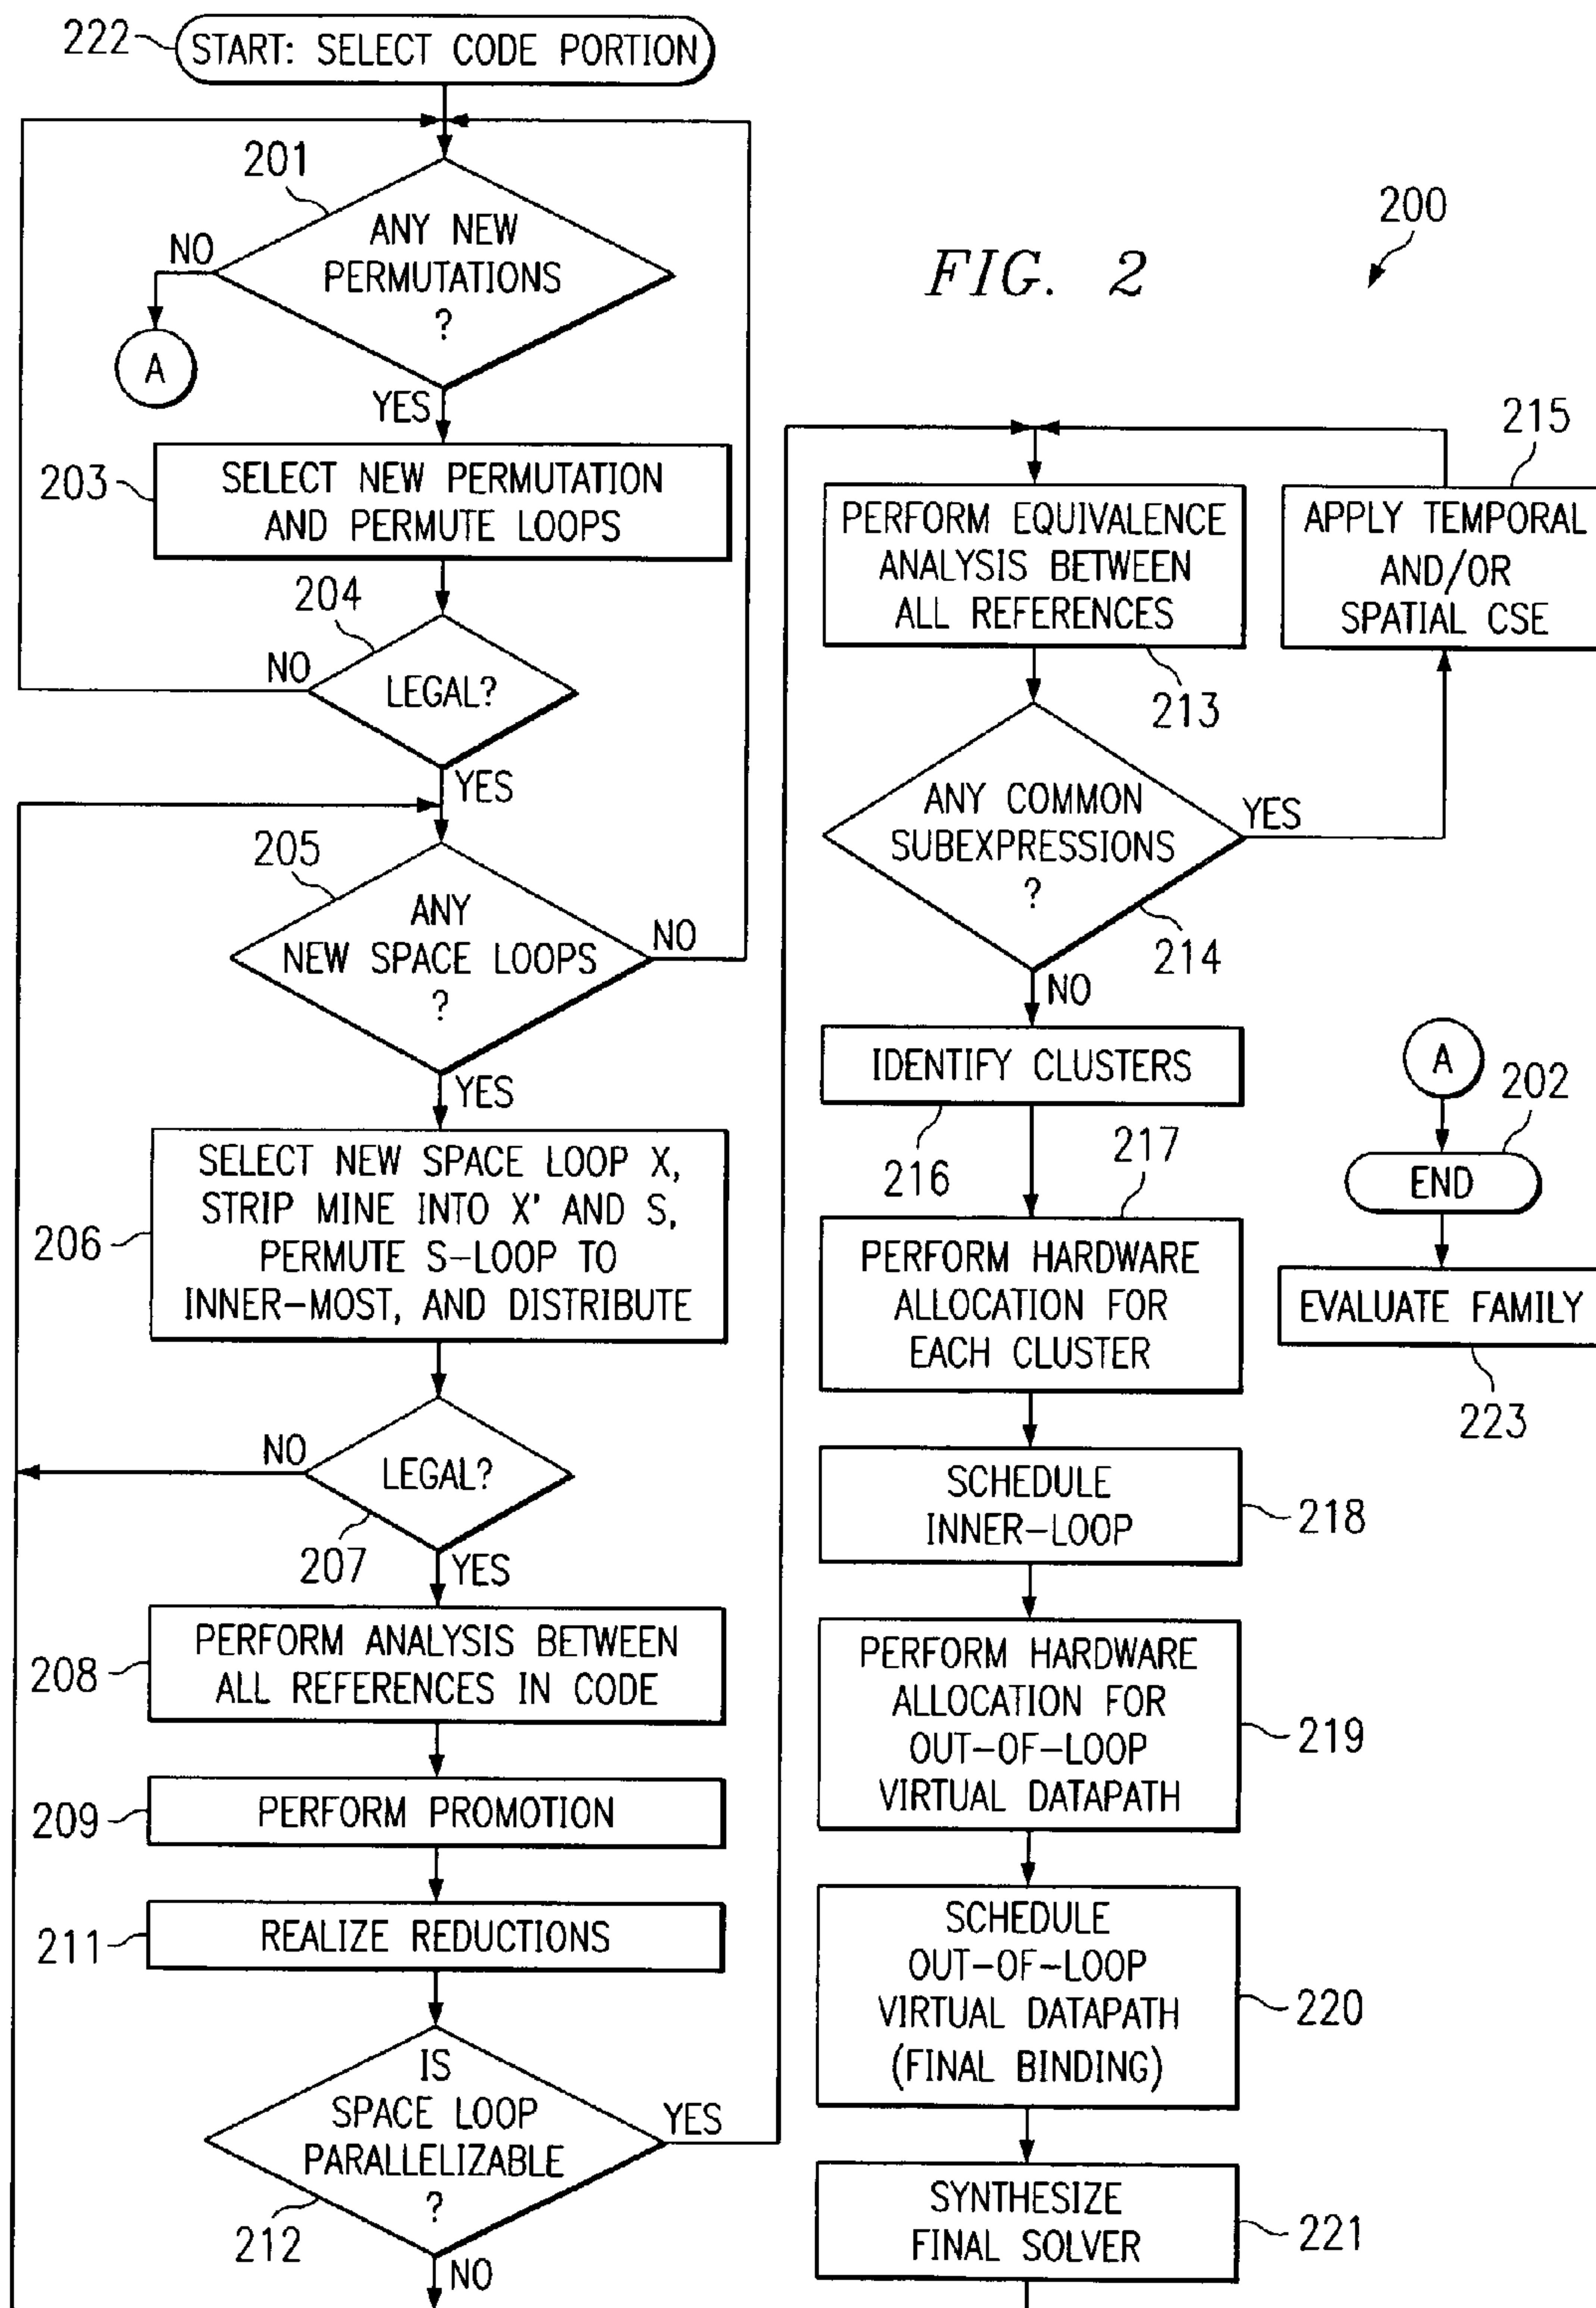 222
START: SELECT CODE PORTION
201
ANY NEW
PERMUTATIONS
?
NO
A
YES
203
SELECT NEW PERMUTATION
AND PERMUTE LOOPS
204
NO
LEGAL?
YES
205
ANY
NEW SPACE LOOPS
?
NO
YES
206
SELECT NEW SPACE LOOP X,
STRIP MINE INTO X' AND S,
PERMUTE S-LOOP TO
INNER-MOST, AND DISTRIBUTE
NO
LEGAL?
207
YES
208
PERFORM ANALYSIS BETWEEN
ALL REFERENCES IN CODE
209
PERFORM PROMOTION
211
REALIZE REDUCTIONS
IS
SPACE LOOP
PARALLELIZABLE
?
YES
212
NO
FIG. 2
200
PERFORM EQUIVALENCE
ANALYSIS BETWEEN
ALL REFERENCES
213
215
APPLY TEMPORAL
AND/OR
SPATIAL CSE
ANY COMMON
SUBEXPRESSIONS
?
YES
214
NO
IDENTIFY CLUSTERS
216
217
PERFORM HARDWARE
ALLOCATION FOR
EACH CLUSTER
SCHEDULE
INNER-LOOP
218
PERFORM HARDWARE
ALLOCATION FOR
OUT-OF-LOOP
VIRTUAL DATAPATH
219
SCHEDULE
OUT-OF-LOOP
VIRTUAL DATAPATH
(FINAL BINDING)
220
SYNTHESIZE
FINAL SOLVER
221
A
202
END
EVALUATE FAMILY
223